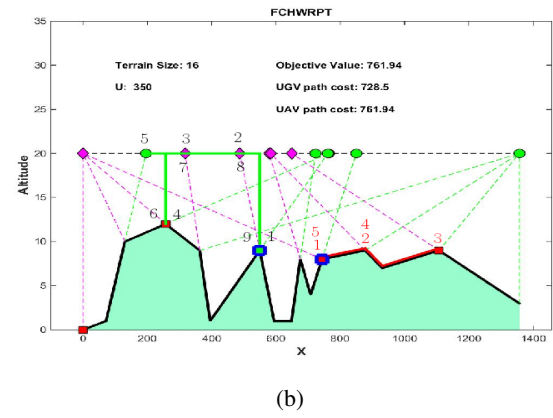 FCHWRPT
35
30
25
20
15
10
5
0
Altitude
Terrain Size: 16
Objective Value: 761.94
U: 350
UGV path cost: 728.5
UAV path cost: 761.94
5 3 2
7 8
6 4
9 1
5 4
1 2 3
0 200 400 600 800 1000 1200 1400
X
(b)